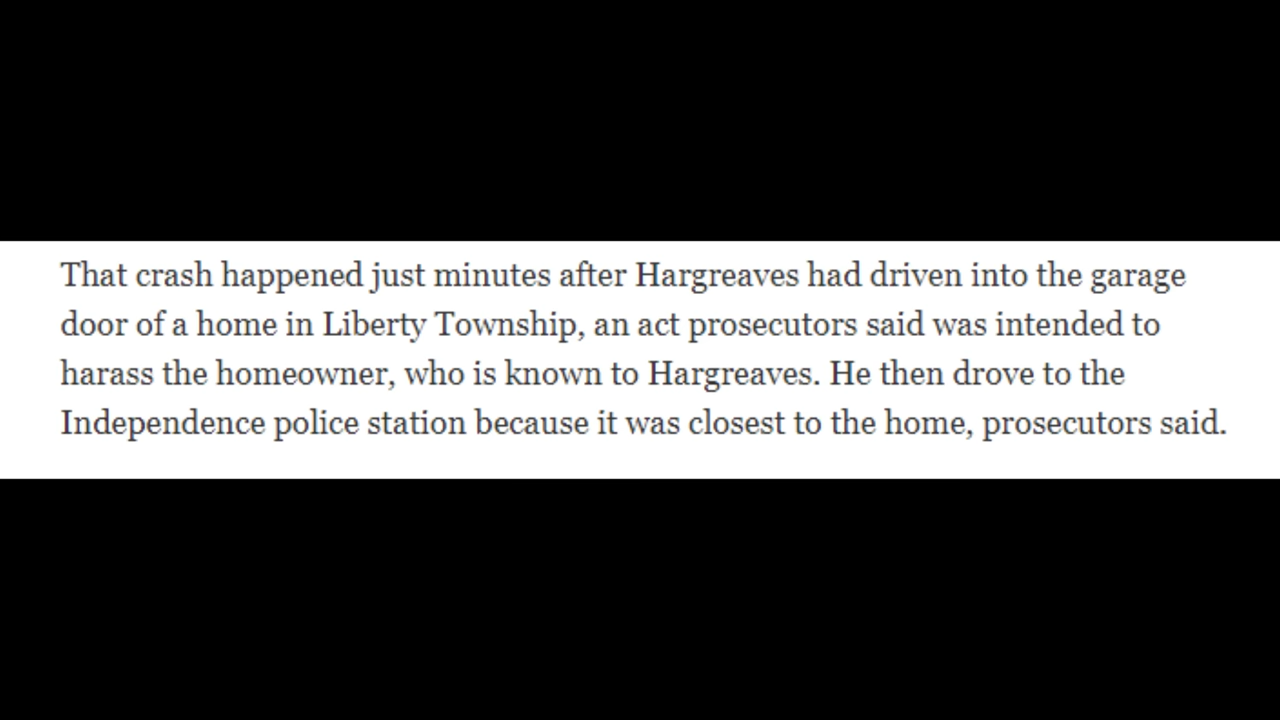 That crash happened just minutes after Hargreaves had driven into the garage
door of a home in Liberty Township, an act prosecutors said was intended to
harass the homeowner, who is known to Hargreaves. He then drove to the
Independence police station because it was closest to the home, prosecutors said.